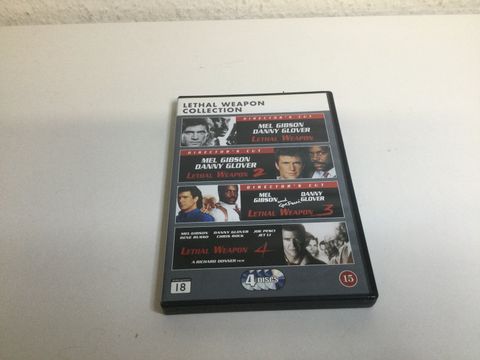 LETHAL WEAPON
COLLECTION
DIRECTOR'S CUT
MEL GIBSON
DANNY GLOVER
LETHAL WEAPON
DIRECTOR'S CUT
MEL GIBSON
DANNY GLOVER
LETHAL WEAPON 2
DIRECTOR'S CUT
MEL GIBSON DANNY GLOVER
LETHAL WEAPON 3
MEL GIBSON DANNY GLOVER JOE PESCI
RENE RUSSO CHRIS ROCK JET LI
LETHAL WEAPON 4
A RICHARD DONNER FILM
4 DISCS
18
15